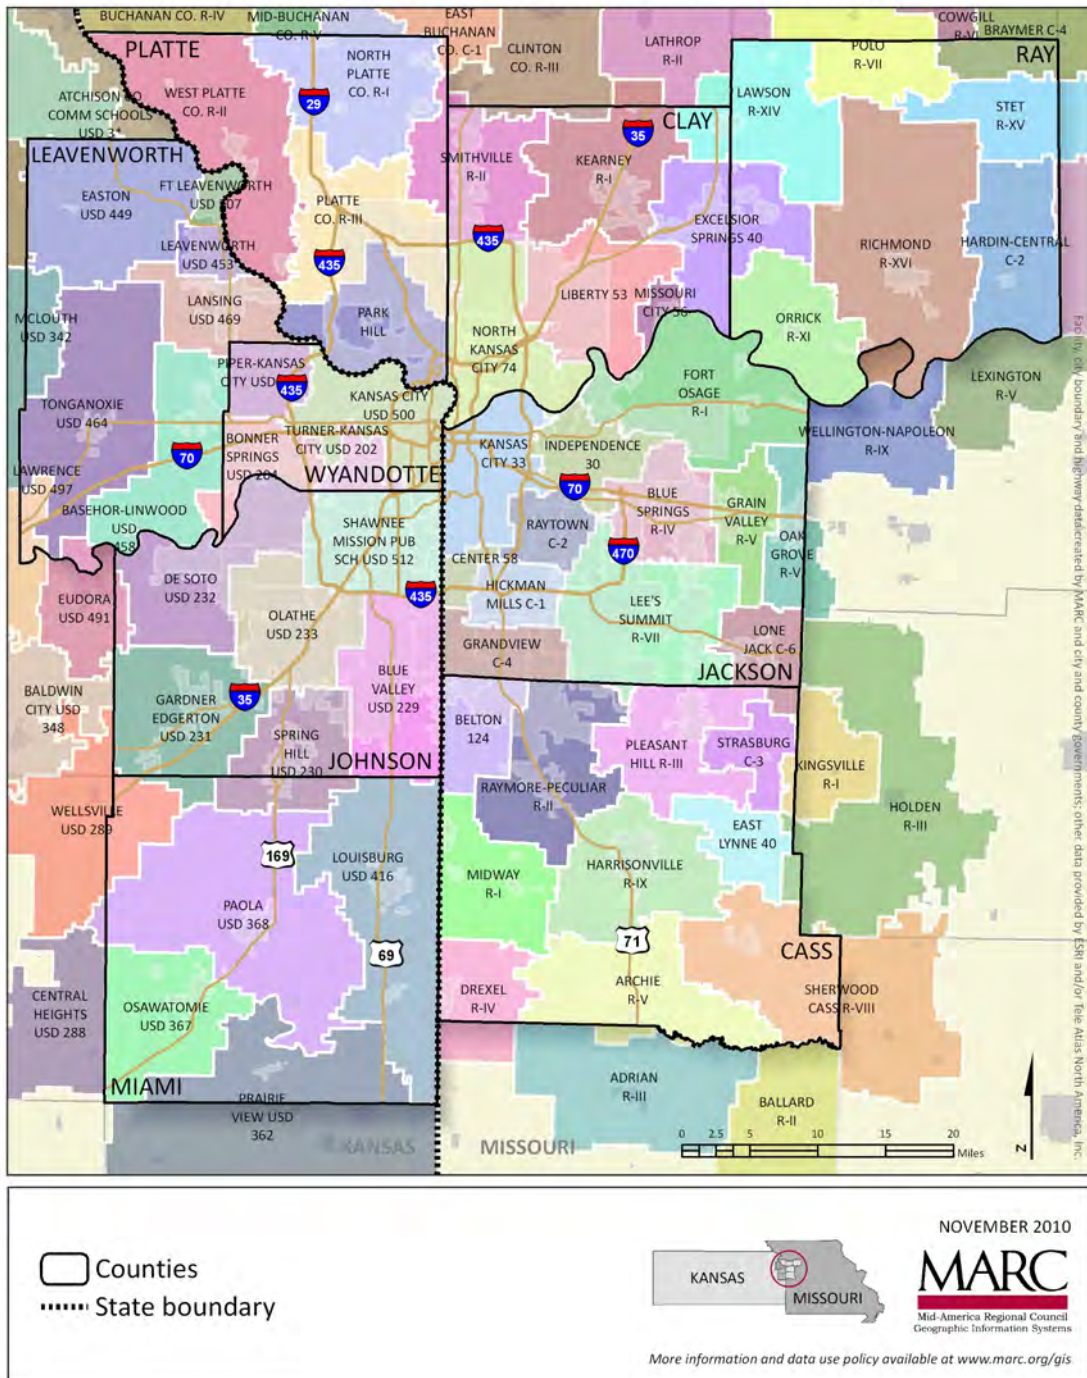 BUCHANAN CO. R-IV
MID-BUCHANAN
CO. R-V
EAST
BUCHANAN
CO. C-1
CLINTON
CO. R-III
LATHROP
R-II
POLO
R-VII
COWGILL
R-VI
BRAYMER C-4
PLATTE
RAY
NORTH
PLATTE
CO. R-I
WEST PLATTE
CO. R-II
29
ATCHISON CO
COMM SCHOOLS
USD 3*
LAWSON
R-XIV
STET
R-XV
CLAY
35
LEAVENWORTH
SMITHVILLE
R-II
KEARNEY
R-I
EASTON
USD 449
FT LEAVENWORTH
USD 207
PLATTE
CO. R-III
EXCELSIOR
SPRINGS 40
RICHMOND
R-XVI
HARDIN-CENTRAL
C-2
LEAVENWORTH
USD 453
435
435
LANSING
USD 469
LIBERTY 53
MISSOURI
CITY 56
MCLOUTH
USD 342
PARK
HILL
NORTH
KANSAS
CITY 74
ORRICK
R-XI
PIPER-KANSAS
CITY USD
435
FORT
OSAGE
R-I
LEXINGTON
R-V
KANSAS CITY
USD 500
TONGANOXIE
USD 464
TURNER-KANSAS
CITY USD 202
BONNER
SPRINGS
USD 204
KANSAS
CITY 33
INDEPENDENCE
30
WELLINGTON-NAPOLEON
R-IX
70
LAWRENCE
USD 497
WYANDOTTE
70
BLUE
SPRINGS
R-IV
GRAIN
VALLEY
R-V
BASEHOR-LINWOOD
USD
458
SHAWNEE
MISSION PUB
SCH USD 512
RAYTOWN
C-2
OAK
GROVE
R-V
470
CENTER 58
DE SOTO
USD 232
EUDORA
USD 491
435
HICKMAN
MILLS C-1
LEE'S
SUMMIT
R-VII
OLATHE
USD 233
GRANDVIEW
C-4
LONE
JACK C-6
JACKSON
BALDWIN
CITY USD
348
GARDNER
EDGERTON
USD 231
35
BLUE
VALLEY
USD 229
BELTON
124
SPRING
HILL
USD 230
JOHNSON
PLEASANT
HILL R-III
STRASBURG
C-3
KINGSVILLE
R-I
RAYMORE-PECULIAR
R-II
HOLDEN
R-III
WELLSVILLE
USD 289
EAST
LYNNE 40
169
LOUISBURG
USD 416
MIDWAY
R-I
HARRISONVILLE
R-IX
PAOLA
USD 368
69
71
CASS
CENTRAL
HEIGHTS
USD 288
OSAWATOMIE
USD 367
DREXEL
R-IV
ARCHIE
R-V
SHERWOOD
CASS R-VIII
MIAMI
PRAIRIE
VIEW USD
362
ADRIAN
R-III
BALLARD
R-II
KANSAS
MISSOURI
0 2.5 5 10 15 20
Miles
N
Facility, city boundary and highway data created by MARC and city and county governments; other data provided by ESRI and/or Tele Atlas North America, Inc.
Counties
State boundary
KANSAS
MISSOURI
NOVEMBER 2010
MARC
Mid-America Regional Council
Geographic Information Systems
More information and data use policy available at www.marc.org/gis